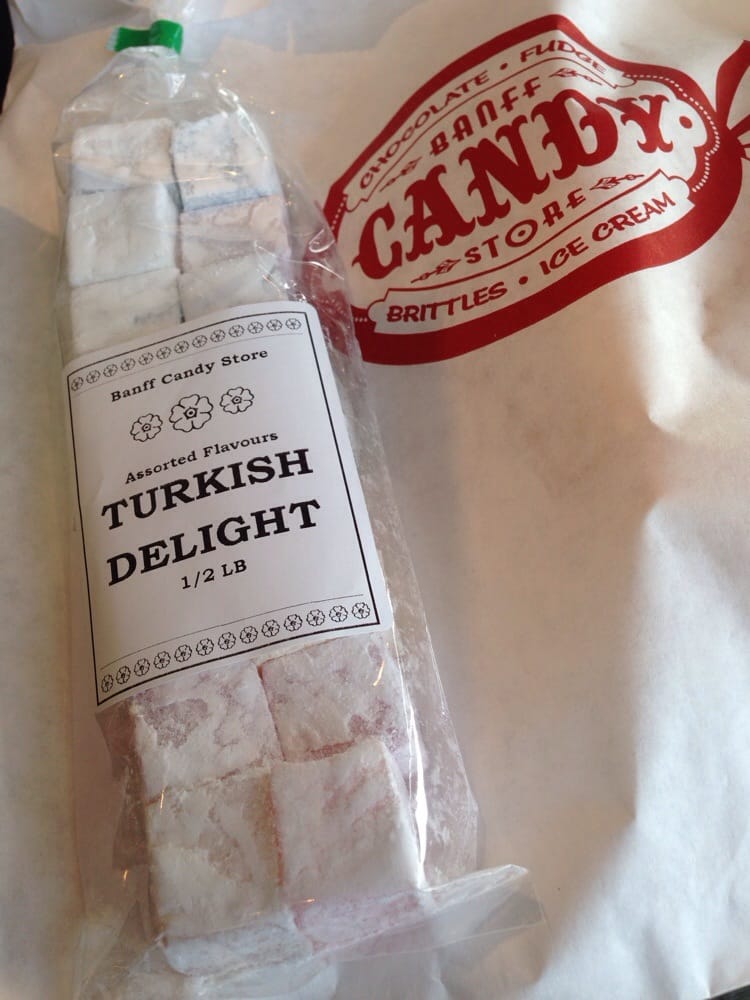 CHOCOLATE • FUDGE
BANFF
CANDY
STORE
BRITTLES • ICE CREAM
Banff Candy Store
Assorted Flavours
TURKISH
DELIGHT
1/2 LB